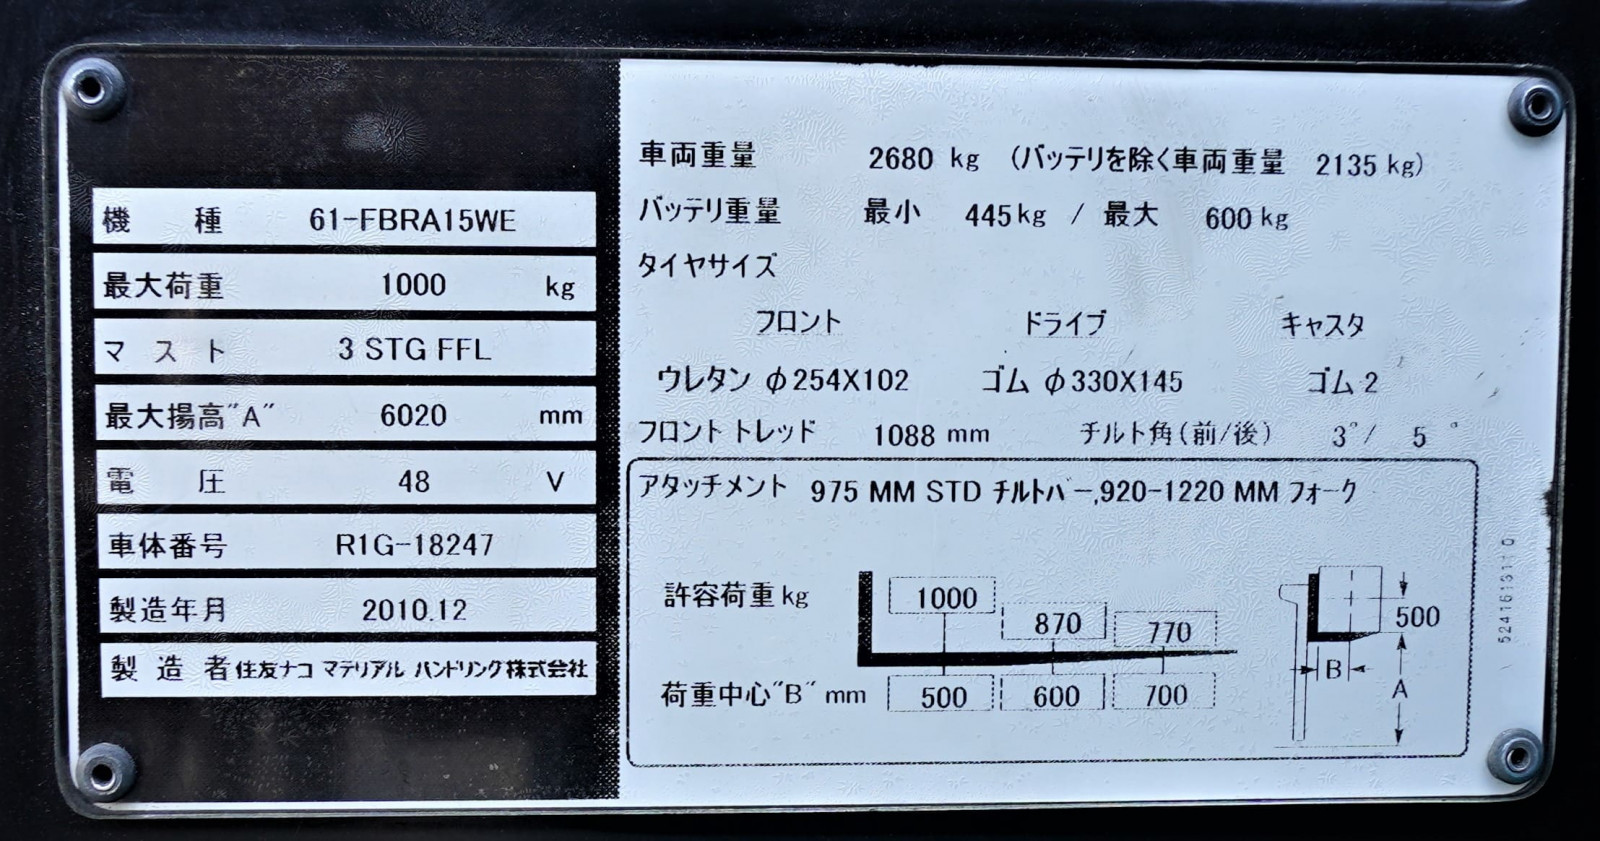 機 種 61-FBRA15WE
最大荷重 1000 kg
マスト 3 STG FFL
最大揚高"A" 6020 mm
電 圧 48 V
車体番号 R1G-18247
製造年月 2010.12
製造者 住友ナコ マテリアル ハンドリング株式会社
車両重量 2680 kg (バッテリを除く車両重量 2135 kg)
バッテリ重量 最小 445kg / 最大 600kg
タイヤサイズ
フロント ドライブ キャスタ
ウレタン φ254X102 ゴム φ330X145 ゴム2
フロント トレッド 1088 mm チルト角(前/後) 3°/ 5°
アタッチメント 975 MM STD チルトバー,920-1220 MM フォーク
許容荷重kg 1000 870 770
荷重中心"B" mm 500 600 700
500
B
A